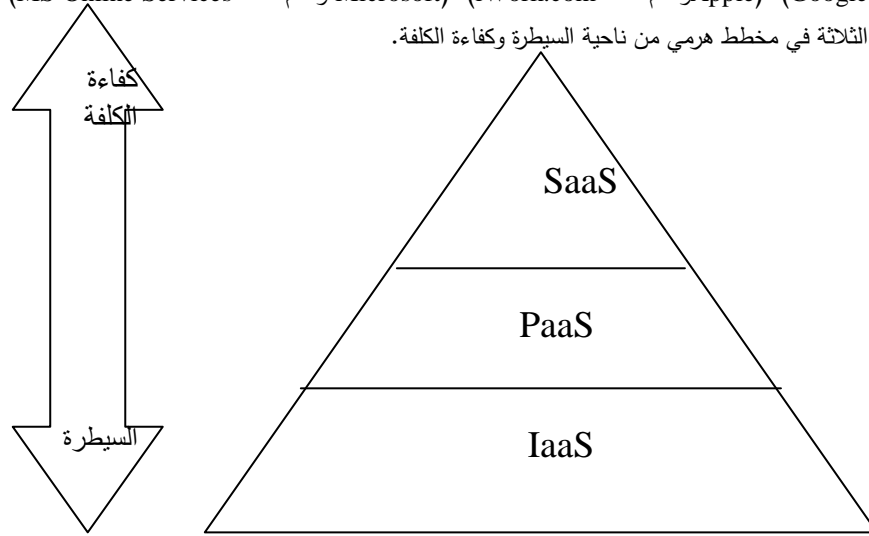 الثلاثة في مخطط هرمي من ناحية السيطرة وكفاءة الكلفة.
كفاءة
الكلفة
SaaS
PaaS
السيطرة
IaaS